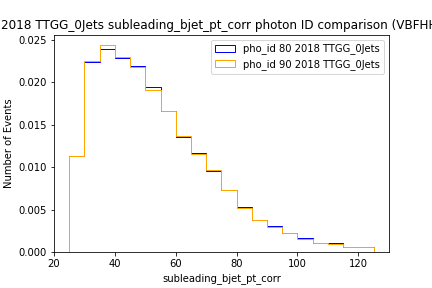 2018 TTGG_0Jets subleading_bjet_pt_corr photon ID comparison (VBFHH
pho_id 80 2018 TTGG_0Jets
pho_id 90 2018 TTGG_0Jets
Number of Events
0.025
0.020
0.015
0.010
0.005
0.000
20 40 60 80 100 120
subleading_bjet_pt_corr